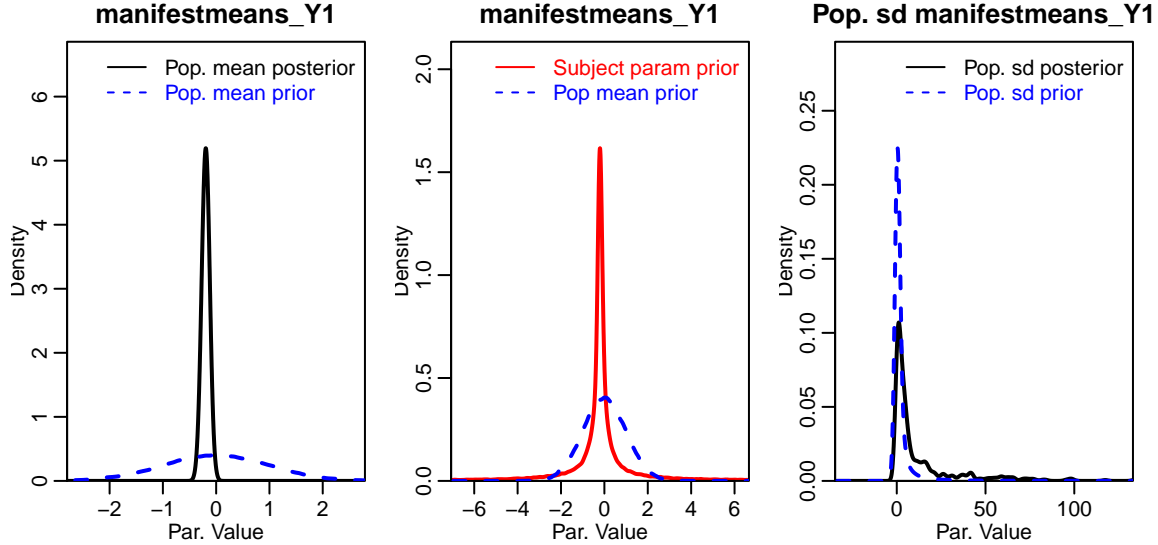 manifestmeans_Y1
Pop. mean posterior
Pop. mean prior
Density
0 1 2 3 4 5 6
−2 −1 0 1 2
Par. Value
manifestmeans_Y1
Subject param prior
Pop mean prior
Density
0.0 0.5 1.0 1.5 2.0
−6 −4 −2 0 2 4 6
Par. Value
Pop. sd manifestmeans_Y1
Pop. sd posterior
Pop. sd prior
Density
0.00 0.05 0.10 0.15 0.20 0.25
0 50 100
Par. Value